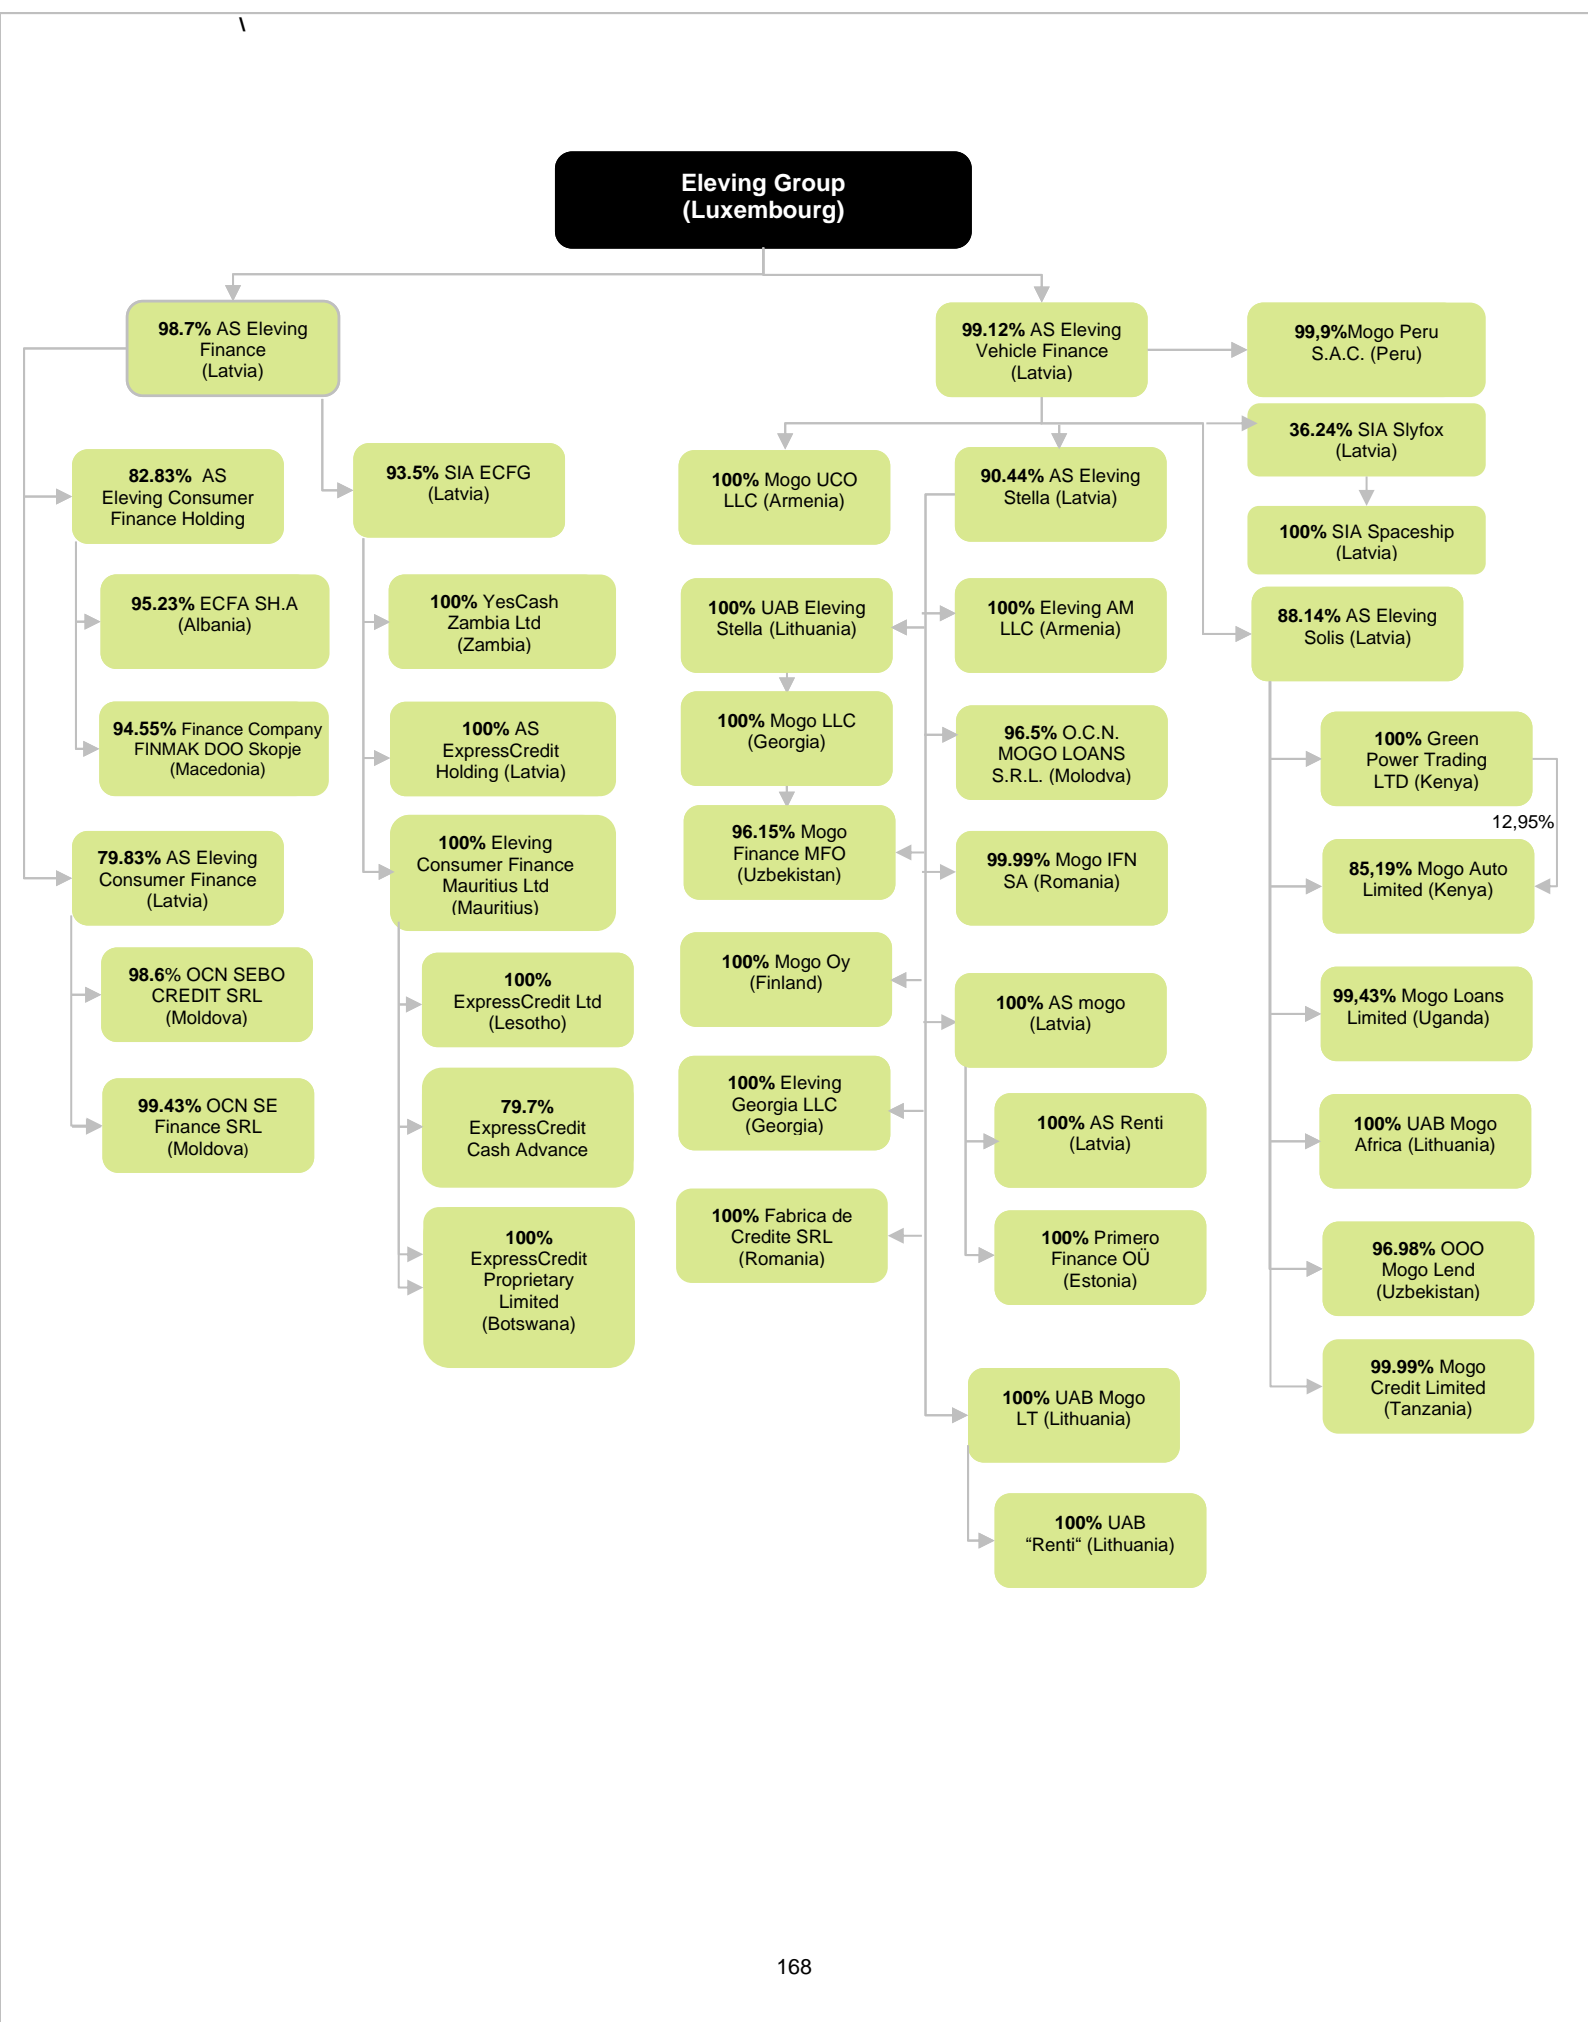 \
Eleving Group
(Luxembourg)
98.7% AS Eleving
Finance
(Latvia)
99.12% AS Eleving
Vehicle Finance
(Latvia)
99,9%Mogo Peru
S.A.C. (Peru)
36.24% SIA Slyfox
(Latvia)
82.83%  AS
Eleving Consumer
Finance Holding
93.5% SIA ECFG
(Latvia)
100% Mogo UCO
LLC (Armenia)
90.44% AS Eleving
Stella (Latvia)
100% SIA Spaceship
(Latvia)
95.23% ECFA SH.A
(Albania)
100% YesCash
Zambia Ltd
(Zambia)
100% UAB Eleving
Stella (Lithuania)
100% Eleving AM
LLC (Armenia)
88.14% AS Eleving
Solis (Latvia)
94.55% Finance Company
FINMAK DOO Skopje
(Macedonia)
100% AS
ExpressCredit
Holding (Latvia)
100% Mogo LLC
(Georgia)
96.5% O.C.N.
MOGO LOANS
S.R.L. (Molodva)
100% Green
Power Trading
LTD (Kenya)
12,95%
79.83% AS Eleving
Consumer Finance
(Latvia)
100% Eleving
Consumer Finance
Mauritius Ltd
(Mauritius)
96.15% Mogo
Finance MFO
(Uzbekistan)
99.99% Mogo IFN
SA (Romania)
85,19% Mogo Auto
Limited (Kenya)
98.6% OCN SEBO
CREDIT SRL
(Moldova)
100%
ExpressCredit Ltd
(Lesotho)
100% Mogo Oy
(Finland)
100% AS mogo
(Latvia)
99,43% Mogo Loans
Limited (Uganda)
99.43% OCN SE
Finance SRL
(Moldova)
79.7%
ExpressCredit
Cash Advance
100% Eleving
Georgia LLC
(Georgia)
100% AS Renti
(Latvia)
100% UAB Mogo
Africa (Lithuania)
100%
ExpressCredit
Proprietary
Limited
(Botswana)
100% Fabrica de
Credite SRL
(Romania)
100% Primero
Finance OÜ
(Estonia)
96.98% OOO
Mogo Lend
(Uzbekistan)
100% UAB Mogo
LT (Lithuania)
99.99% Mogo
Credit Limited
(Tanzania)
100% UAB
“Renti“ (Lithuania)
168